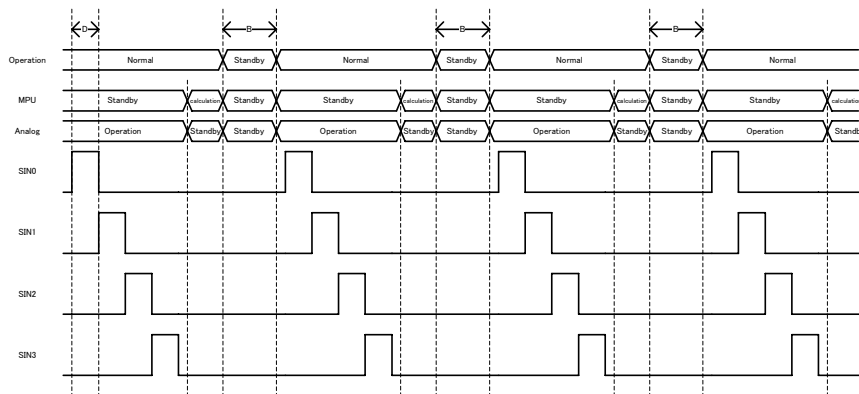 D B B B
Operation Normal Standby Normal Standby Normal Standby Normal
MPU Standby calculation Standby Standby calculation Standby Standby calculation Standby Standby
Analog Operation Standby Standby Operation Standby Standby Operation Standby Standby Operation
SIN0
SIN1
SIN2
SIN3